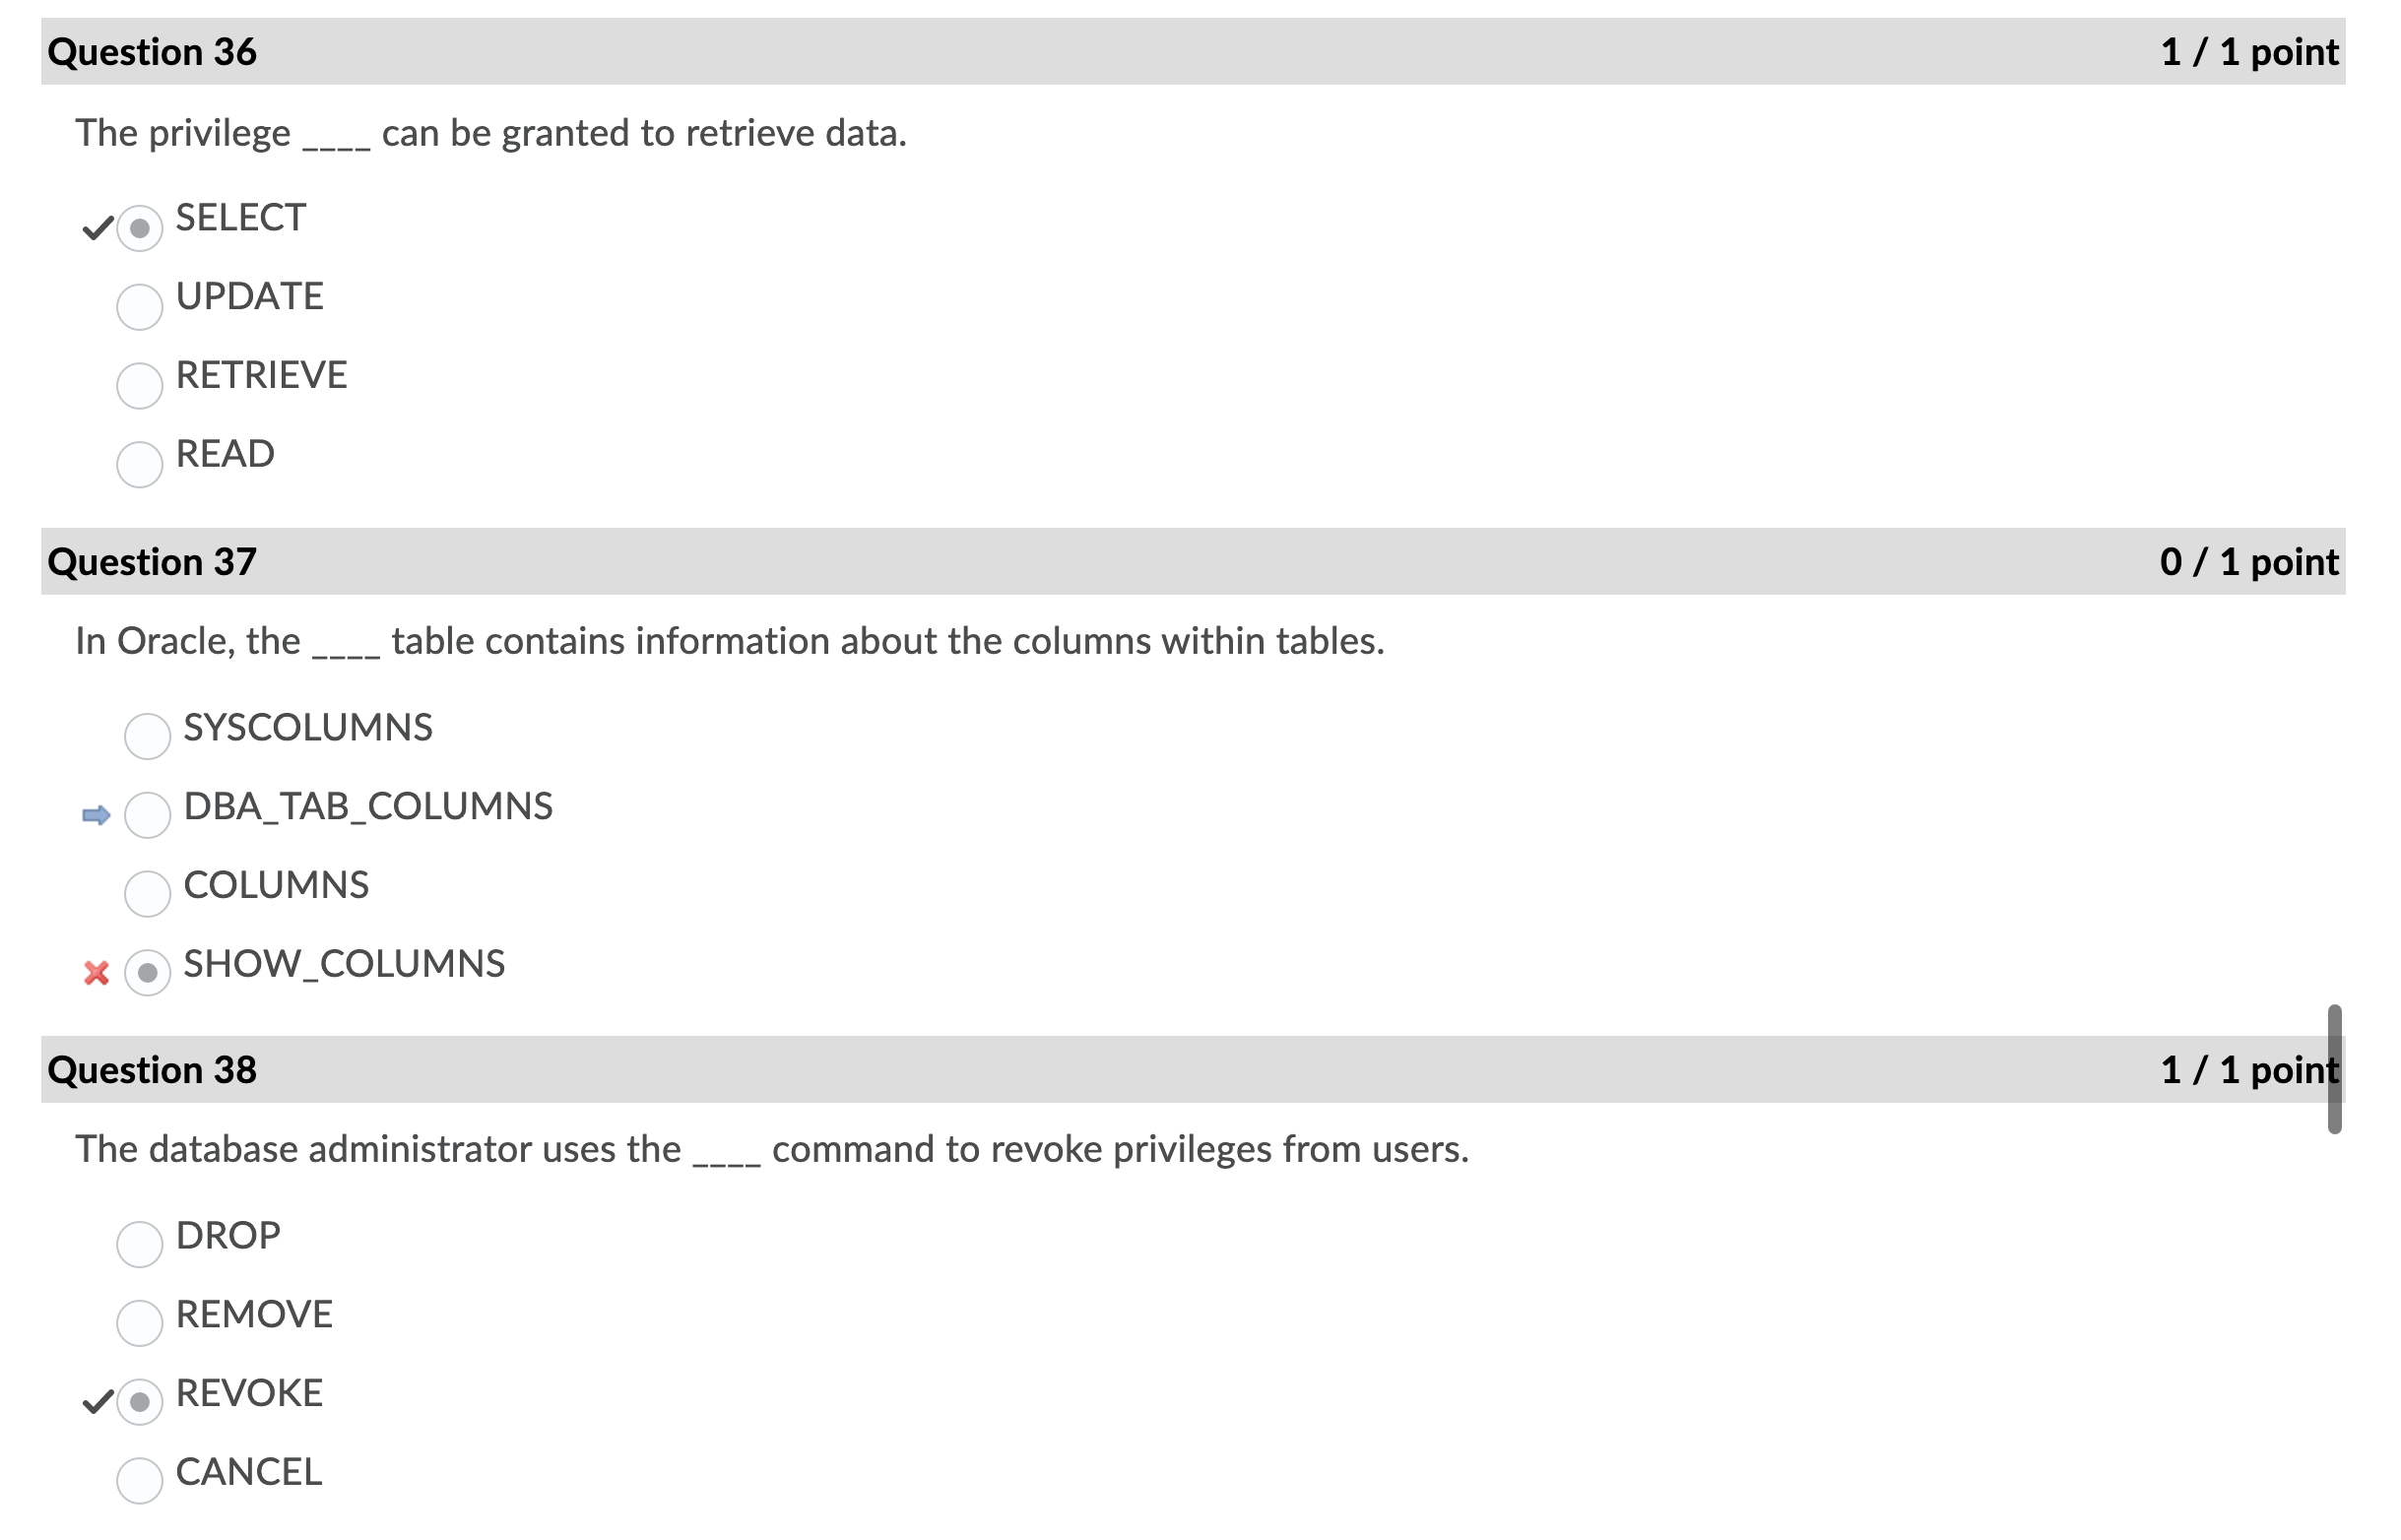 Question 36 1 / 1 point
The privilege ____ can be granted to retrieve data.
SELECT
UPDATE
RETRIEVE
READ
Question 37 0 / 1 point
In Oracle, the ____ table contains information about the columns within tables.
SYSCOLUMNS
DBA_TAB_COLUMNS
COLUMNS
SHOW_COLUMNS
Question 38 1 / 1 point
The database administrator uses the ____ command to revoke privileges from users.
DROP
REMOVE
REVOKE
CANCEL